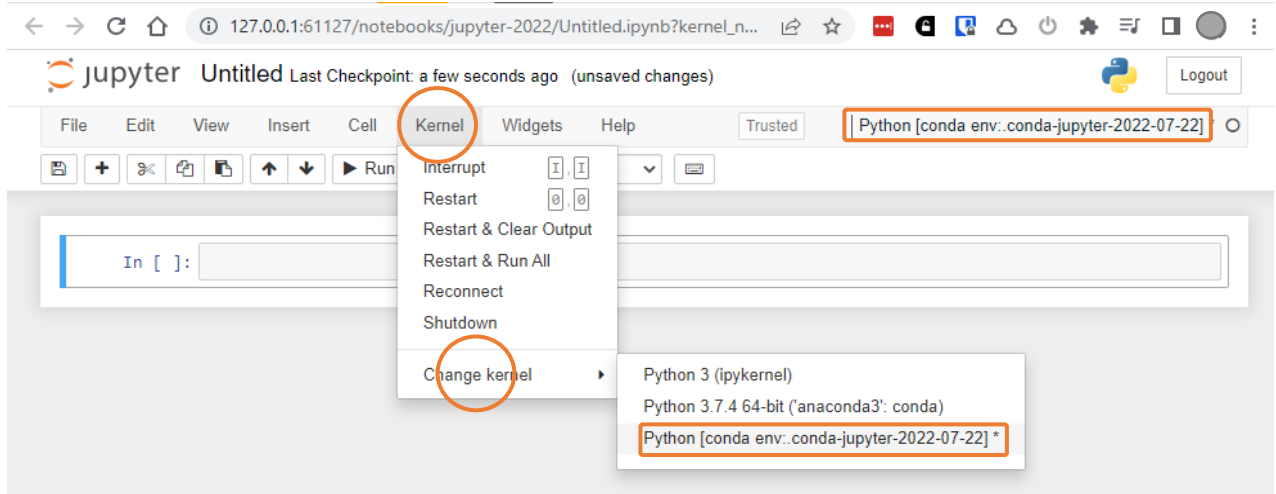 127.0.0.1:61127/notebooks/jupyter-2022/Untitled.ipynb?kernel_n...
jupyter Untitled Last Checkpoint: a few seconds ago (unsaved changes)
Logout
File Edit View Insert Cell Kernel Widgets Help
Trusted
Python [conda env:.conda-jupyter-2022-07-22] *
Run
Interrupt I,I
Restart 0,0
Restart & Clear Output
Restart & Run All
Reconnect
Shutdown
Change kernel
In [ ]:
Python 3 (ipykernel)
Python 3.7.4 64-bit ('anaconda3': conda)
Python [conda env:.conda-jupyter-2022-07-22] *